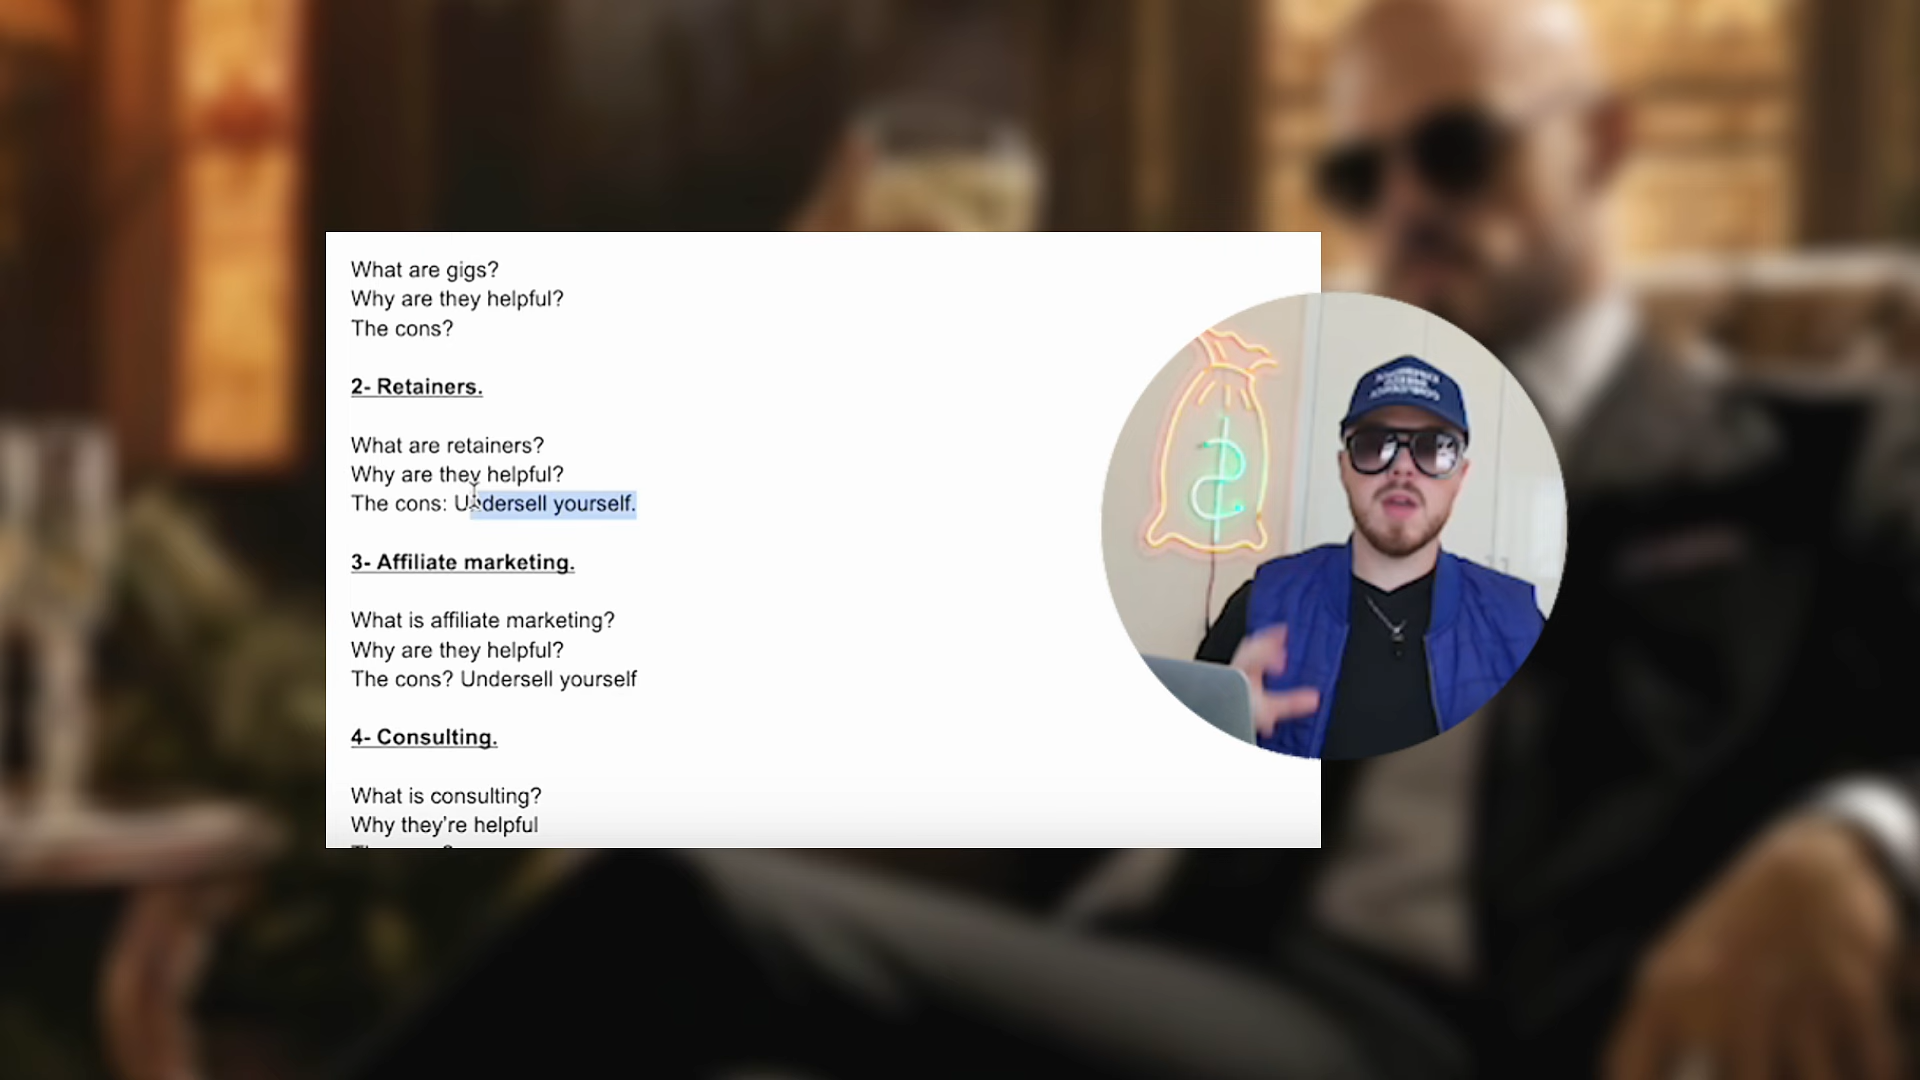 What are gigs?
Why are they helpful?
The cons?
2- Retainers.
What are retainers?
Why are they helpful?
The cons: Undersell yourself.
3- Affiliate marketing.
What is affiliate marketing?
Why are they helpful?
The cons? Undersell yourself
4- Consulting.
What is consulting?
Why they’re helpful